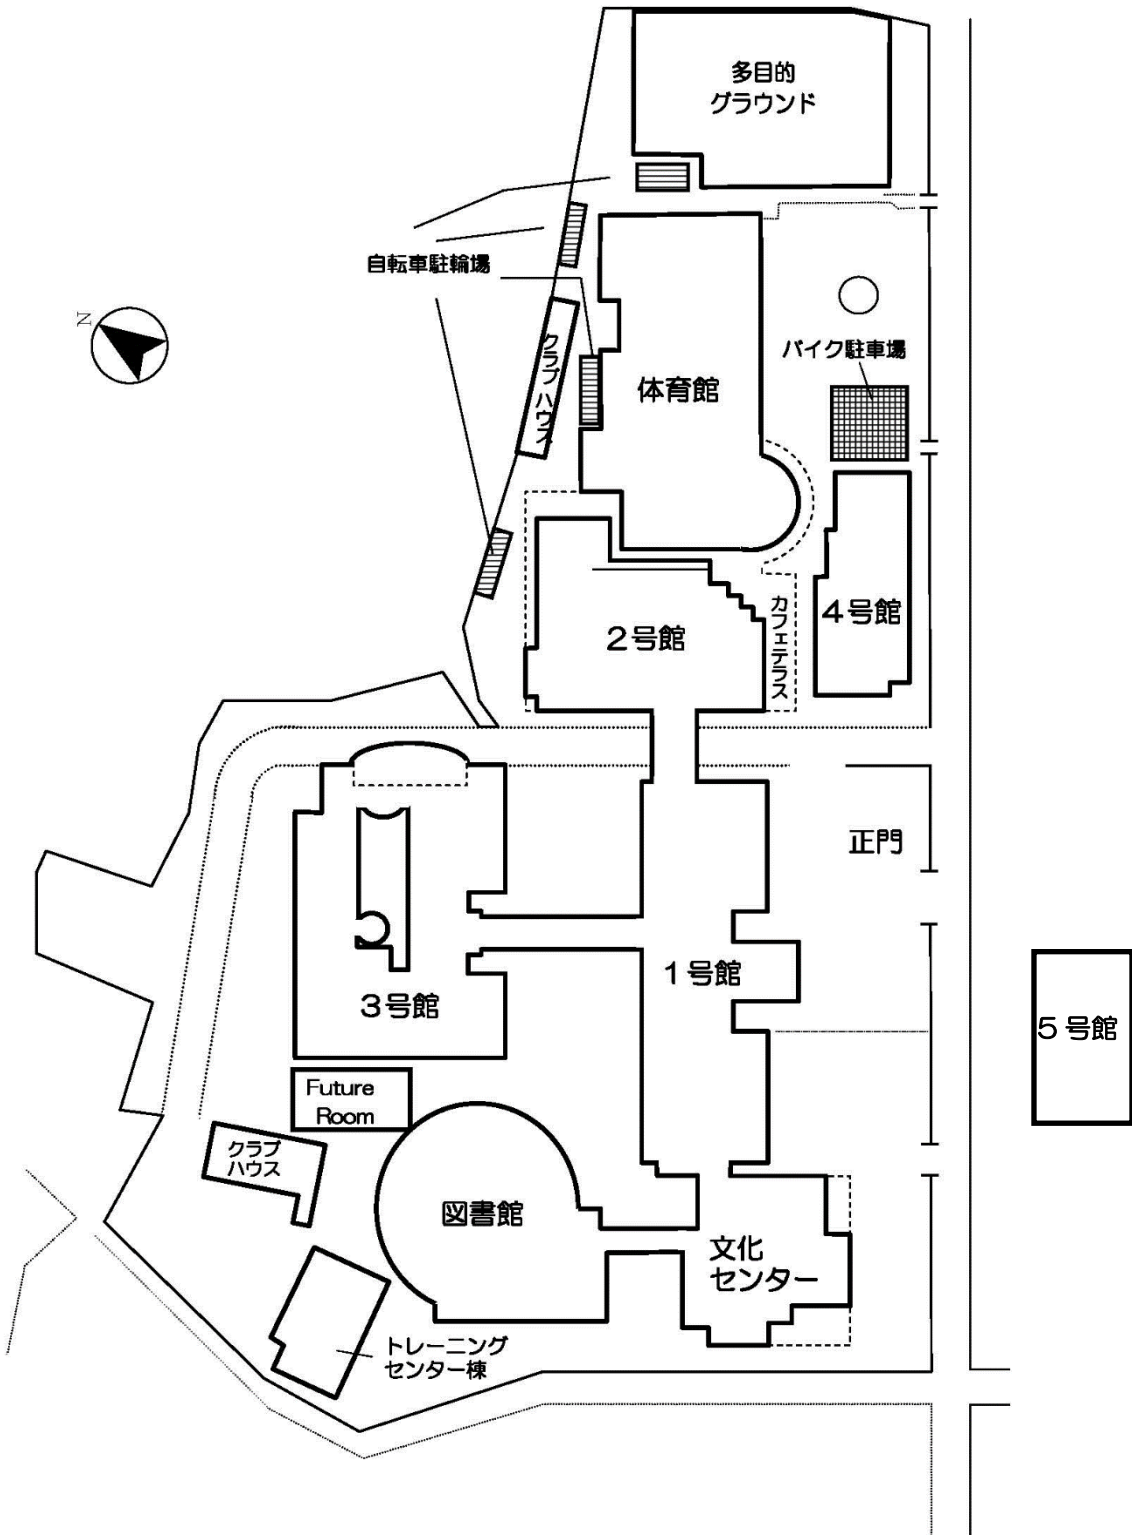 多目的
グラウンド
自転車駐輪場
N
クラブハウス
バイク駐車場
体育館
4号館
カフェテラス
2号館
正門
1号館
3号館
5号館
Future
Room
クラブ
ハウス
図書館
文化
センター
トレーニング
センター棟